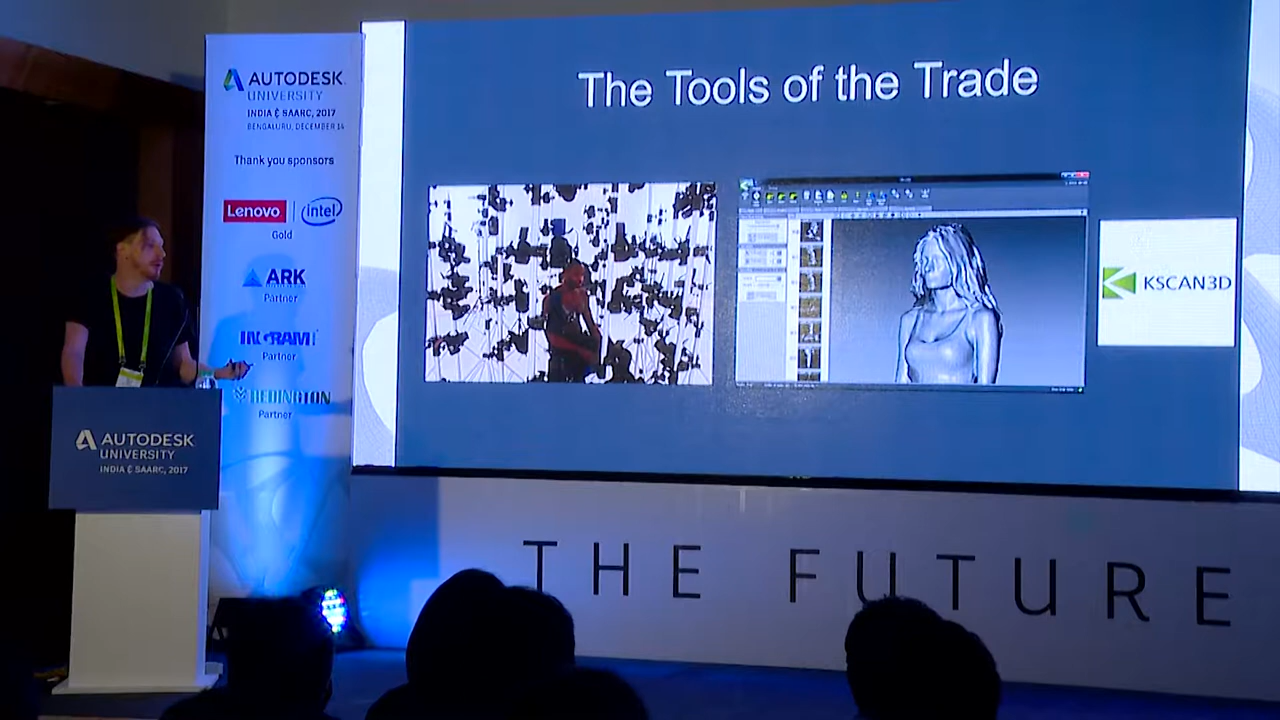 AUTODESK
UNIVERSITY
INDIA & SAARC, 2017
BENGALURU, DECEMBER 14
Thank you sponsors
Lenovo
intel
Gold
ARK
Partner
INGRAM
Partner
REDINGTON
Partner
The Tools of the Trade
KSCAN3D
AUTODESK
UNIVERSITY
INDIA & SAARC, 2017
THE FUTURE